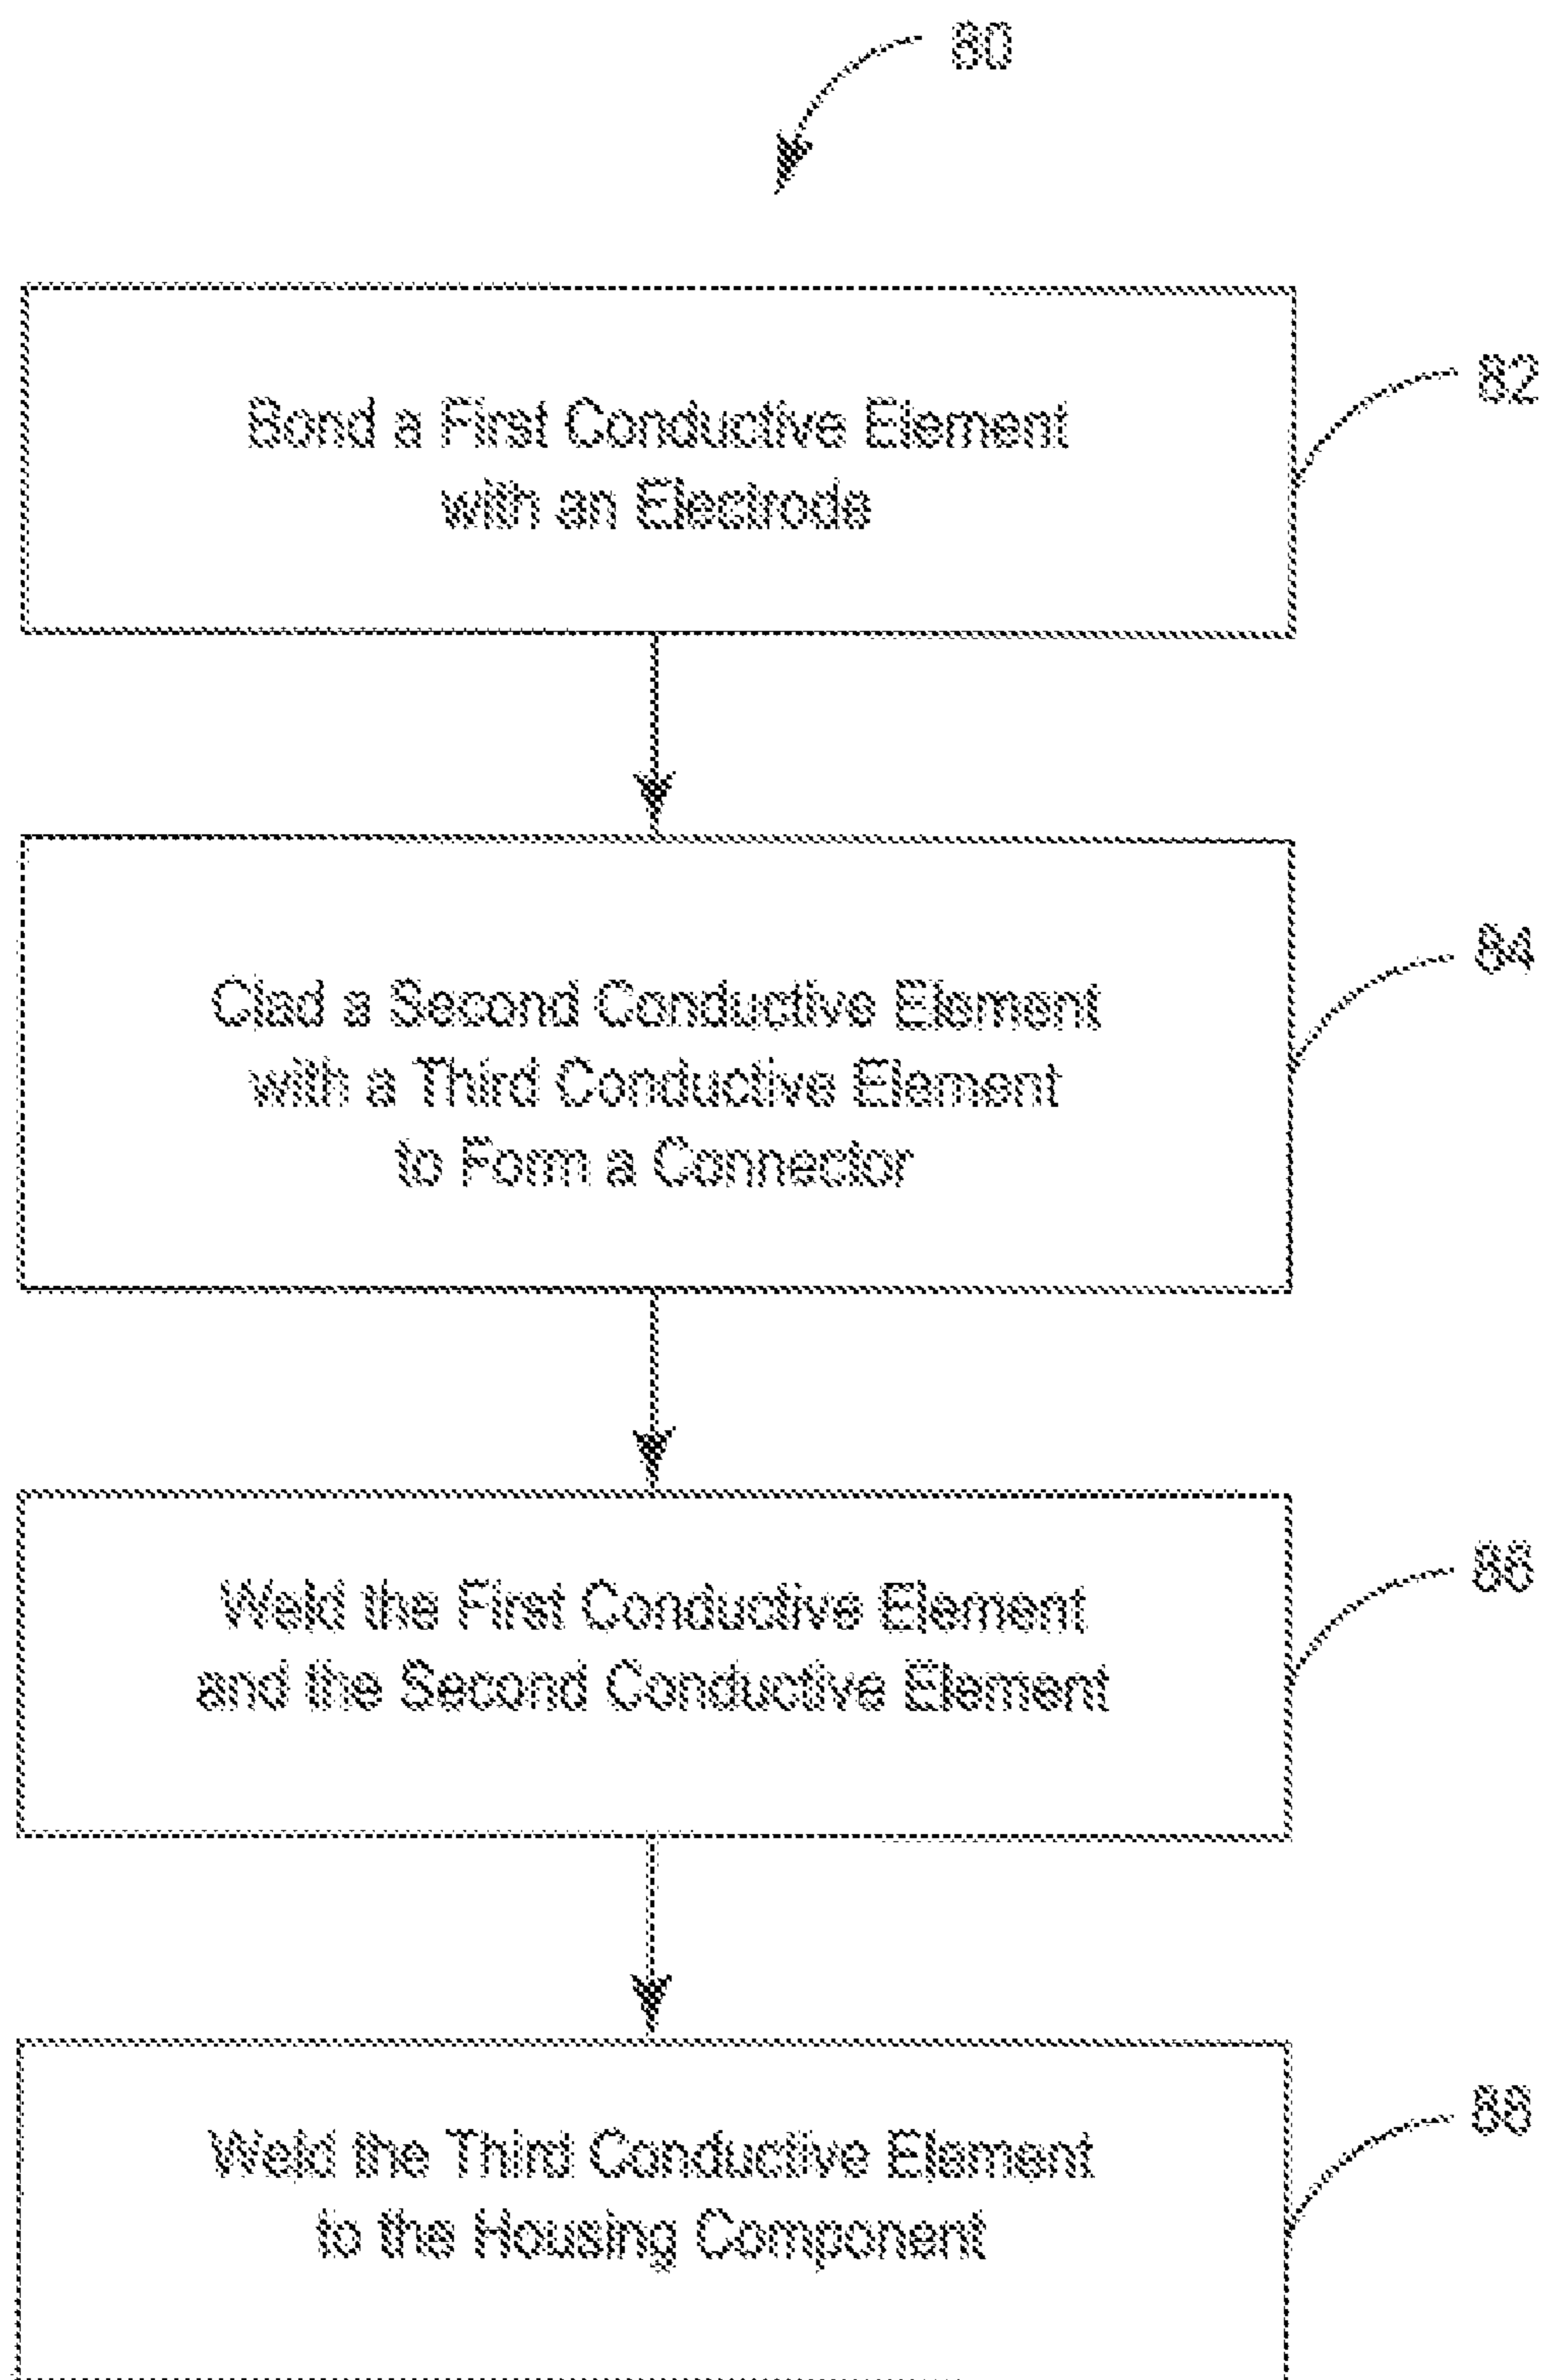 80
Bond a First Conductive Element
with an Electrode
82
Clad a Second Conductive Element
with a Third Conductive Element
to Form a Connector
84
Weld the First Conductive Element
and the Second Conductive Element
86
Weld the Third Conductive Element
to the Housing Component
88